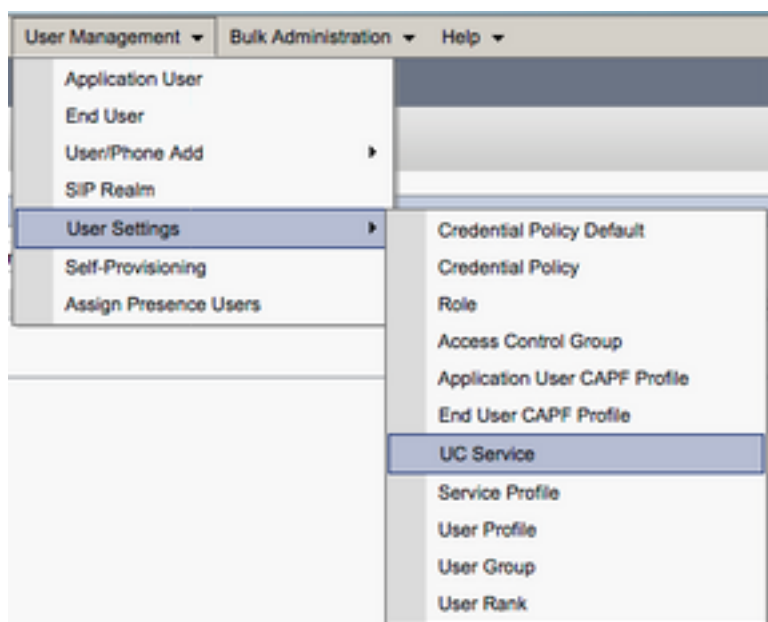 User Management Bulk Administration Help
Application User
End User
User/Phone Add
SIP Realm
User Settings
Self-Provisioning
Assign Presence Users
Credential Policy Default
Credential Policy
Role
Access Control Group
Application User CAPF Profile
End User CAPF Profile
UC Service
Service Profile
User Profile
User Group
User Rank